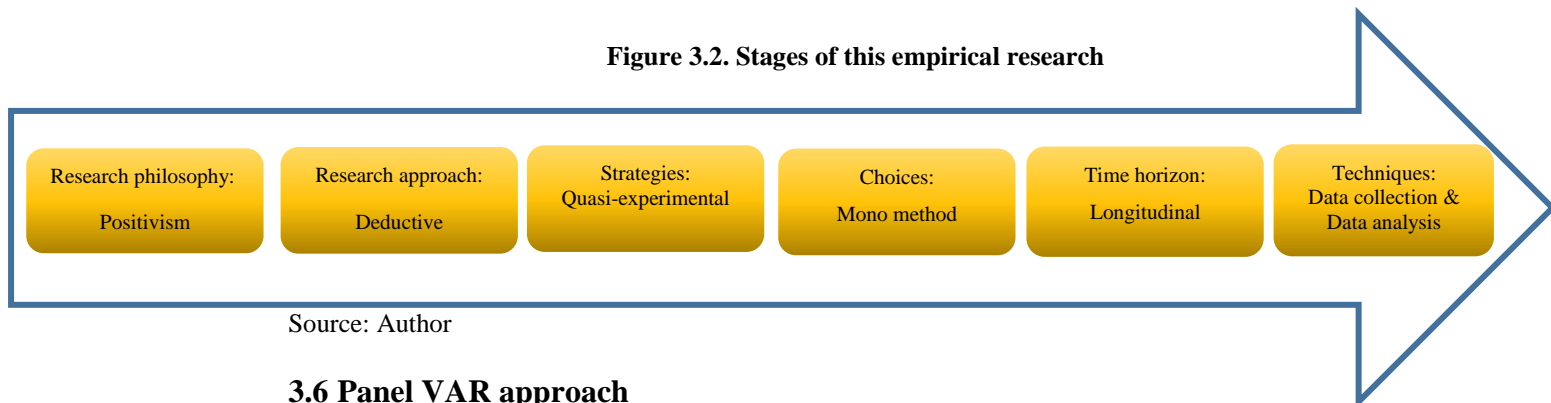 Figure 3.2. Stages of this empirical research
Research philosophy:
Positivism
Research approach:
Deductive
Strategies:
Quasi-experimental
Choices:
Mono method
Time horizon:
Longitudinal
Techniques:
Data collection &
Data analysis
Source: Author
3.6 Panel VAR approach